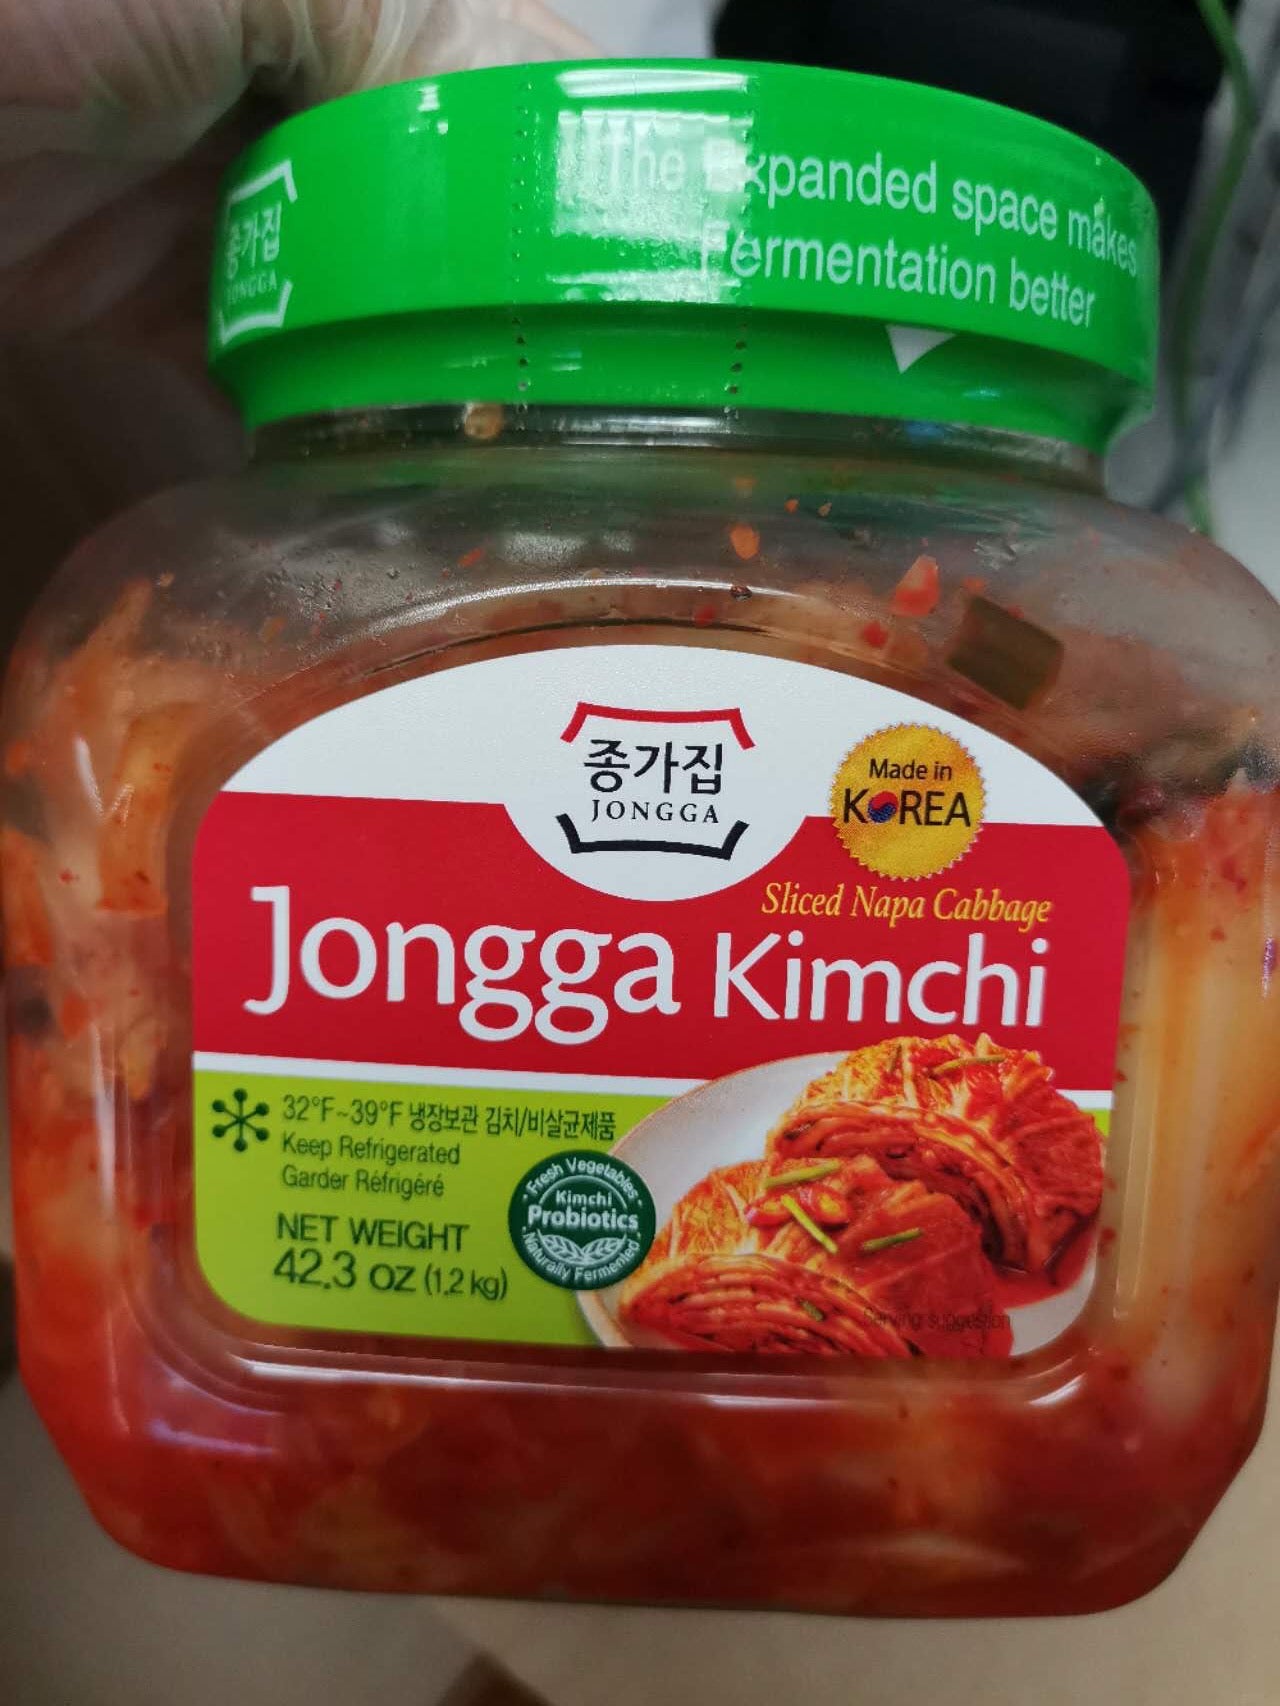 종가집
JONGGA
The Expanded space makes
Fermentation better
종가집
JONGGA
Made in
KOREA
Sliced Napa Cabbage
Jongga Kimchi
32°F~39°F 냉장보관 김치/비살균제품
Keep Refrigerated
Garder Réfrigéré
NET WEIGHT
42.3 OZ (1.2 kg)
Fresh Vegetables
Kimchi
Probiotics
Naturally Fermented
Serving suggestion